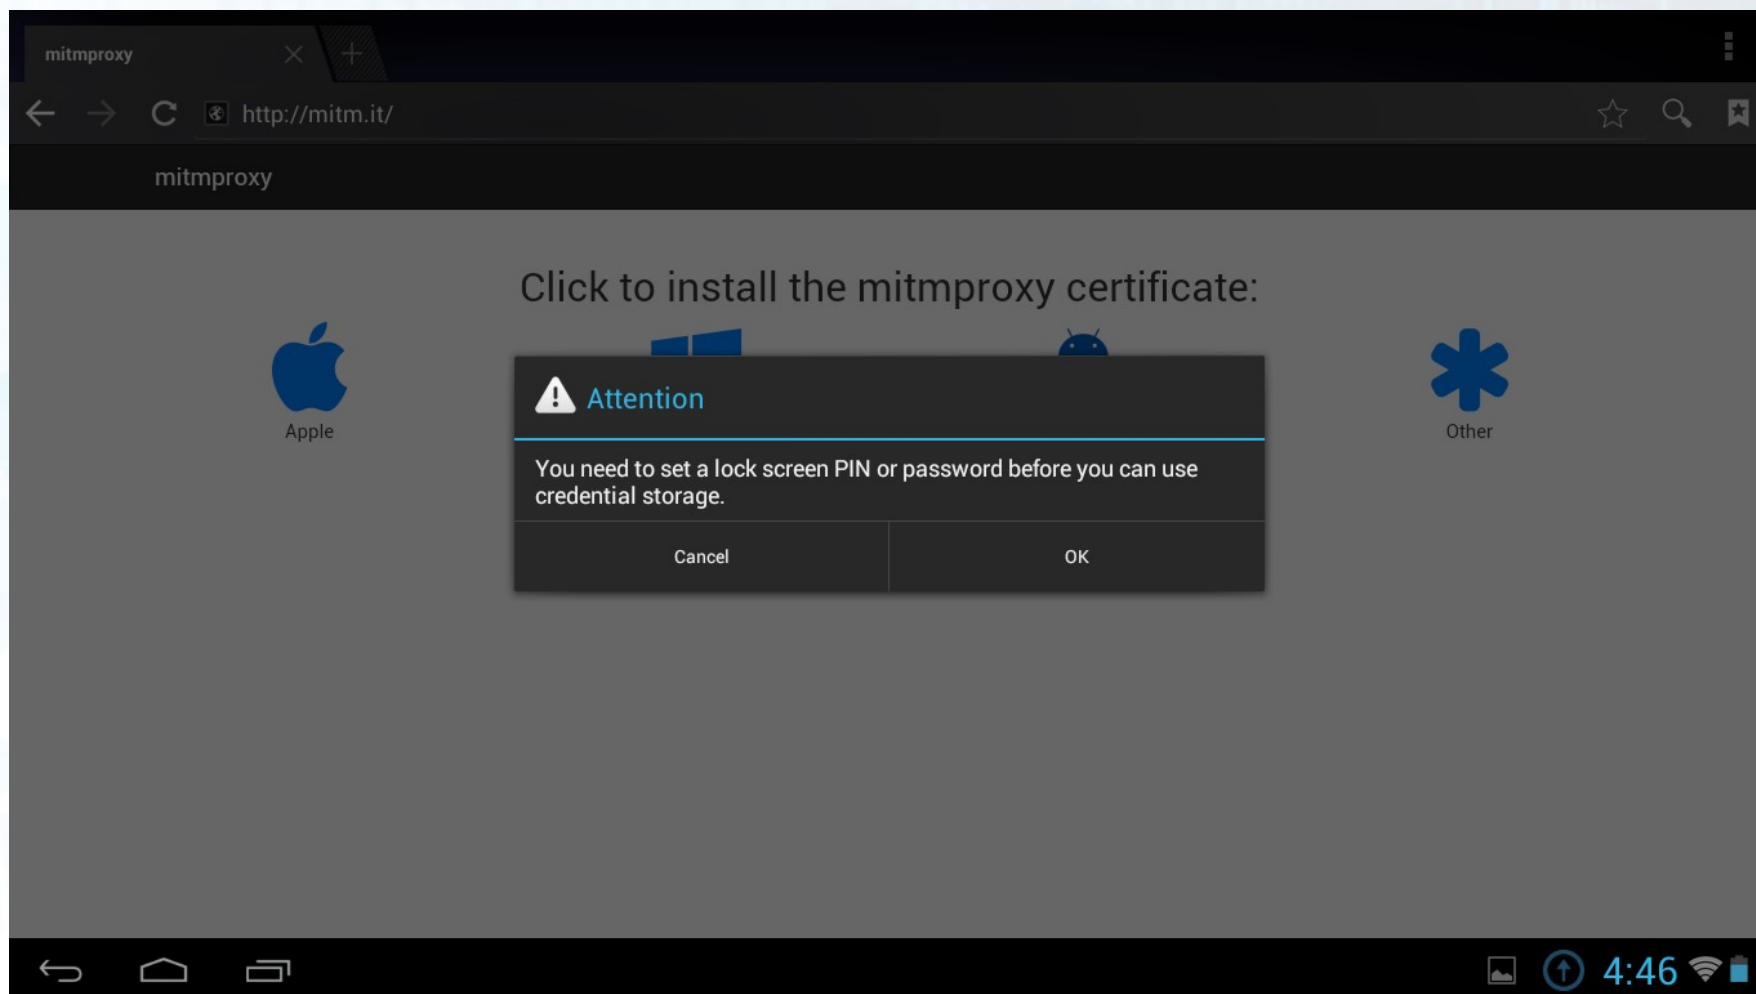 mitmproxy
http://mitm.it/
mitmproxy
Click to install the mitmproxy certificate:
Apple
Other
Attention
You need to set a lock screen PIN or password before you can use
credential storage.
Cancel
OK
4:46